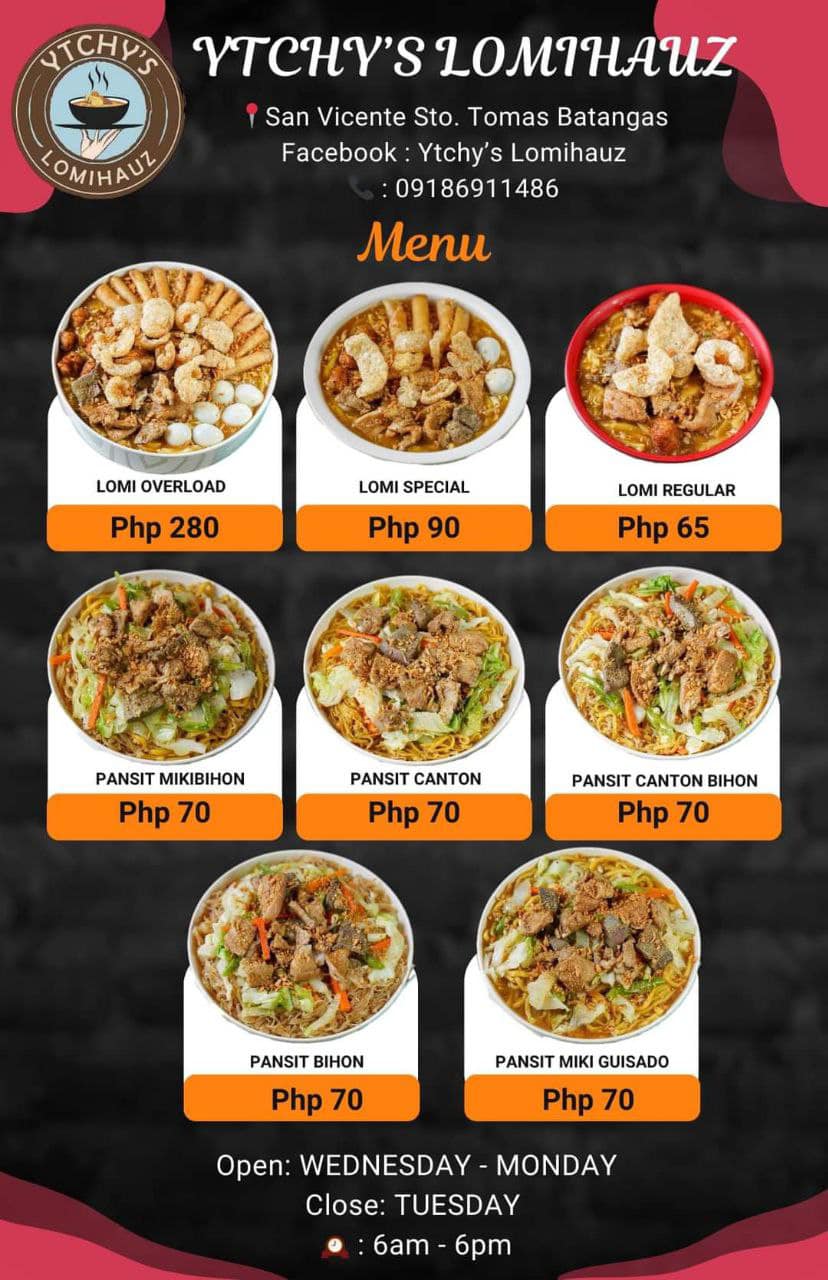 YTCHY'S
LOMIHAUZ
YTCHY'S LOMIHAUZ
San Vicente Sto. Tomas Batangas
Facebook : Ytchy's Lomihauz
: 09186911486
Menu
LOMI OVERLOAD
Php 280
LOMI SPECIAL
Php 90
LOMI REGULAR
Php 65
PANSIT MIKIBIHON
Php 70
PANSIT CANTON
Php 70
PANSIT CANTON BIHON
Php 70
PANSIT BIHON
Php 70
PANSIT MIKI GUISADO
Php 70
Open: WEDNESDAY - MONDAY
Close: TUESDAY
: 6am - 6pm